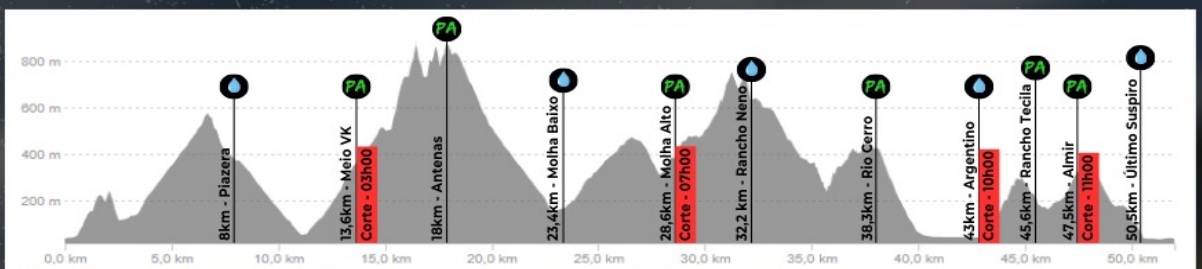 800 m
600 m
400 m
200 m
PA
PA
PA
PA
PA
PA
8km - Piazera
13,6km - Meio VK
Corte - 03h00
18km - Antenas
23,4km - Molha Baixo
28,6km - Molha Alto
Corte - 07h00
32,2 km - Rancho Neno
38,3km - Rio Cerro
43km - Argentino
Corte - 10h00
45,6km - Rancho Tecila
47,5km - Almir
Corte - 11h00
50,5km - Último Suspiro
0,0 km
5,0 km
10,0 km
15,0 km
20,0 km
25,0 km
30,0 km
35,0 km
40,0 km
45,0 km
50,0 km